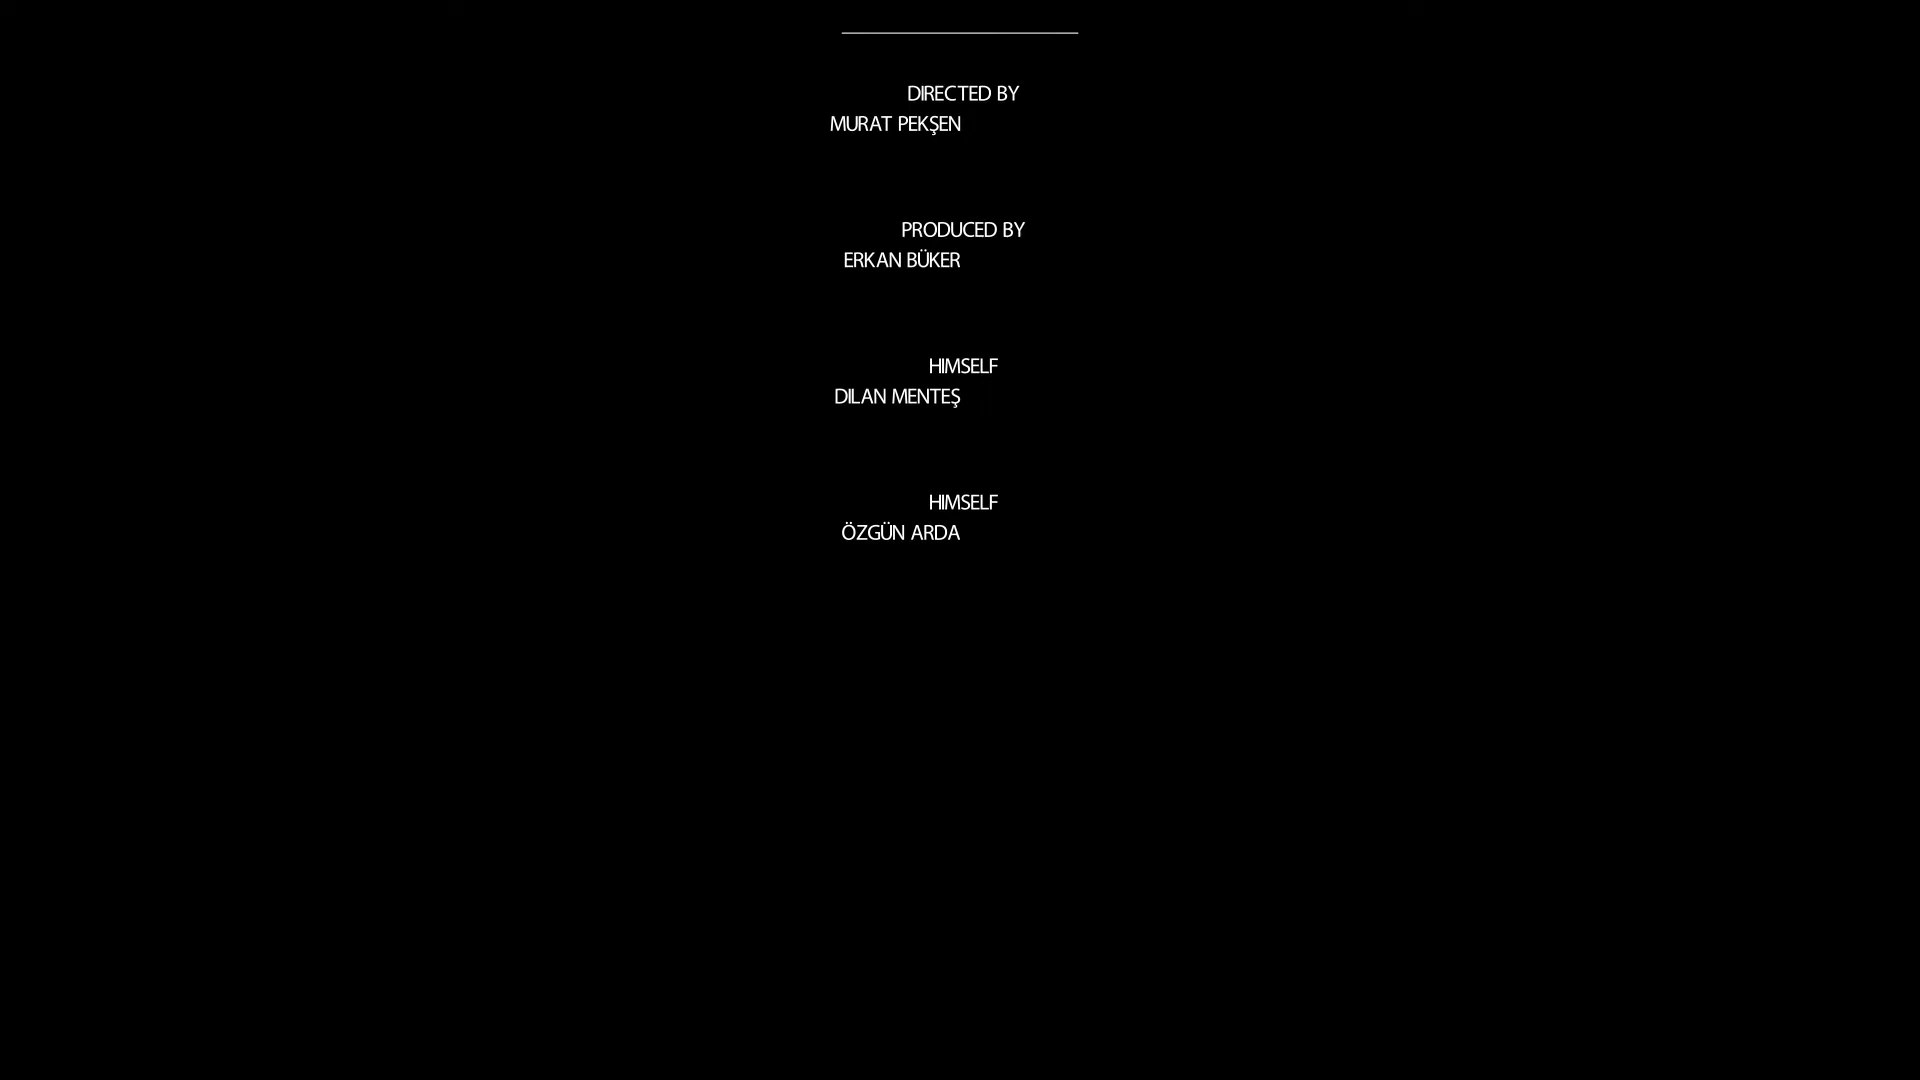 DIRECTED BY
MURAT PEKŞEN
PRODUCED BY
ERKAN BÜKER
HIMSELF
DILAN MENTEŞ
HIMSELF
ÖZGÜN ARDA